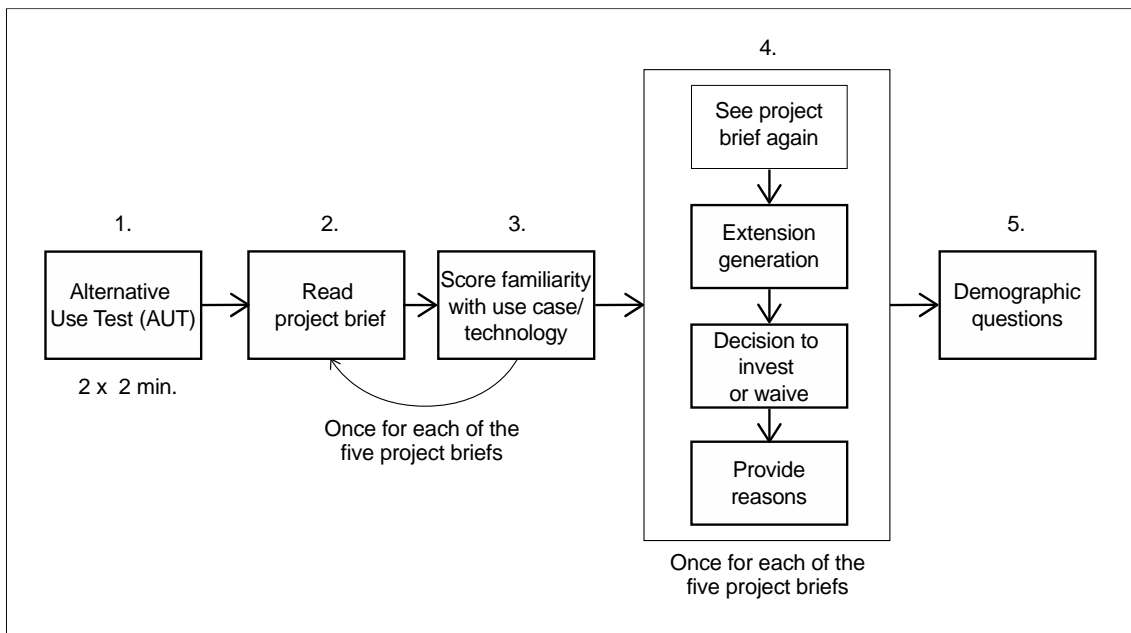 1.
Alternative
Use Test (AUT)
2 x 2 min.
2.
Read
project brief
3.
Score familiarity
with use case/
technology
Once for each of the
five project briefs
4.
See project
brief again
Extension
generation
Decision to
invest
or waive
Provide
reasons
Once for each of the
five project briefs
5.
Demographic
questions